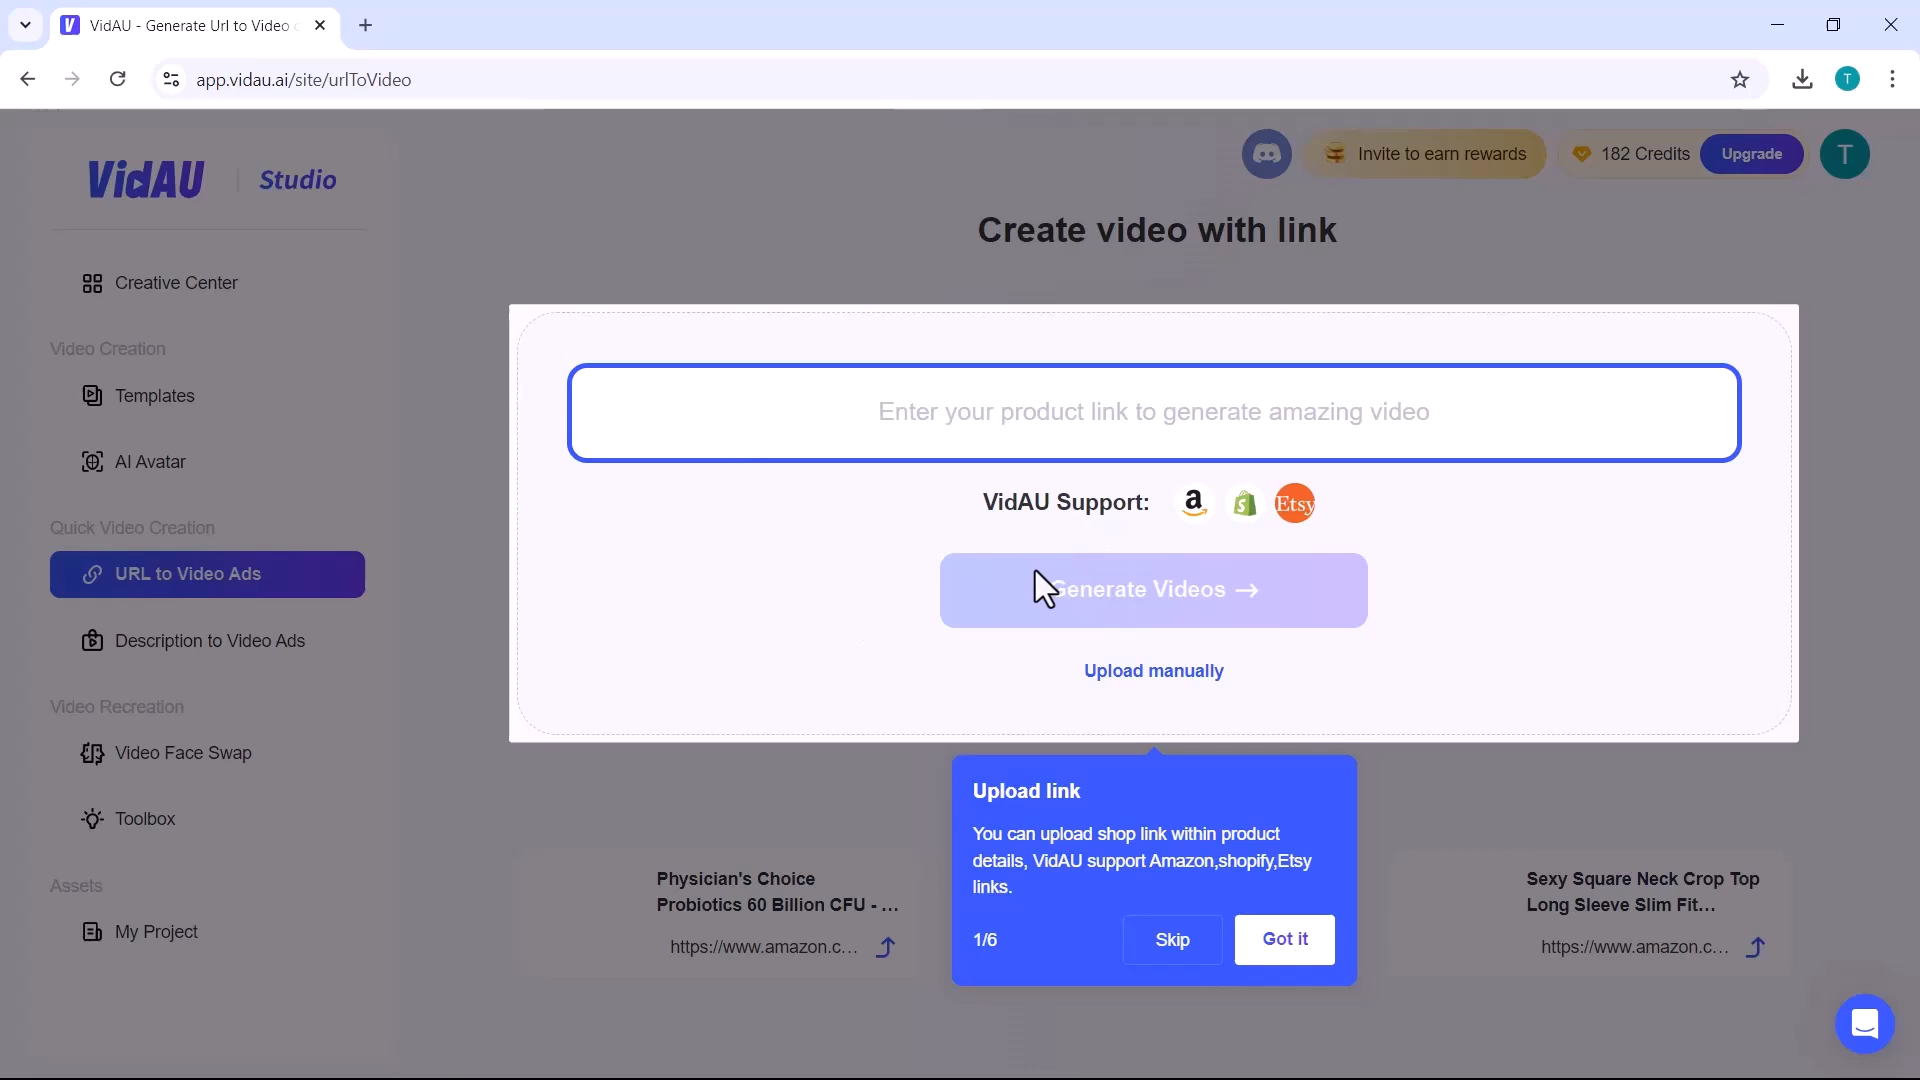 VidAU - Generate Url to Video
app.vidau.ai/site/urlToVideo
T
VidAU | Studio
Invite to earn rewards
182 Credits
Upgrade
T
Create video with link
Creative Center
Video Creation
Templates
AI Avatar
Quick Video Creation
URL to Video Ads
Description to Video Ads
Video Recreation
Video Face Swap
Toolbox
Assets
My Project
Enter your product link to generate amazing video
VidAU Support:
a
S
Etsy
Generate Videos →
Upload manually
Upload link
You can upload shop link within product
details, VidAU support Amazon,shopify,Etsy
links.
1/6
Skip
Got it
Physician's Choice
Probiotics 60 Billion CFU - ...
https://www.amazon.c...
Sexy Square Neck Crop Top
Long Sleeve Slim Fit...
https://www.amazon.c...